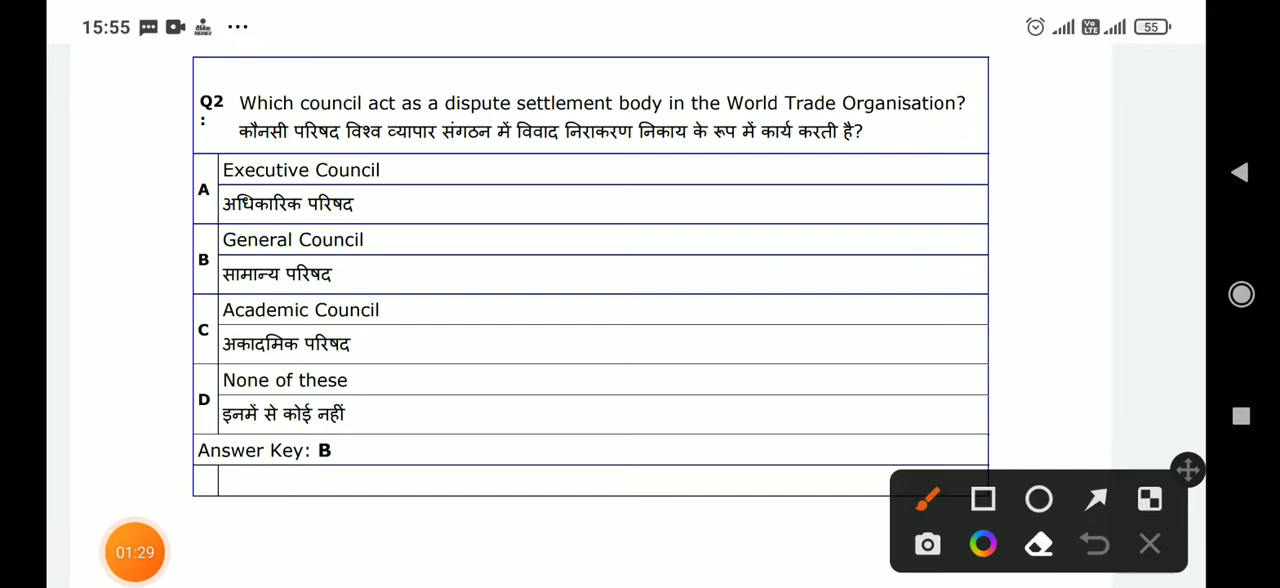 15:55
Vo LTE
55
Q2 Which council act as a dispute settlement body in the World Trade Organisation?
: कौनसी परिषद विश्व व्यापार संगठन में विवाद निराकरण निकाय के रूप में कार्य करती है?
A
Executive Council
अधिकारिक परिषद
B
General Council
सामान्य परिषद
C
Academic Council
अकादमिक परिषद
D
None of these
इनमें से कोई नहीं
Answer Key: B
01:29